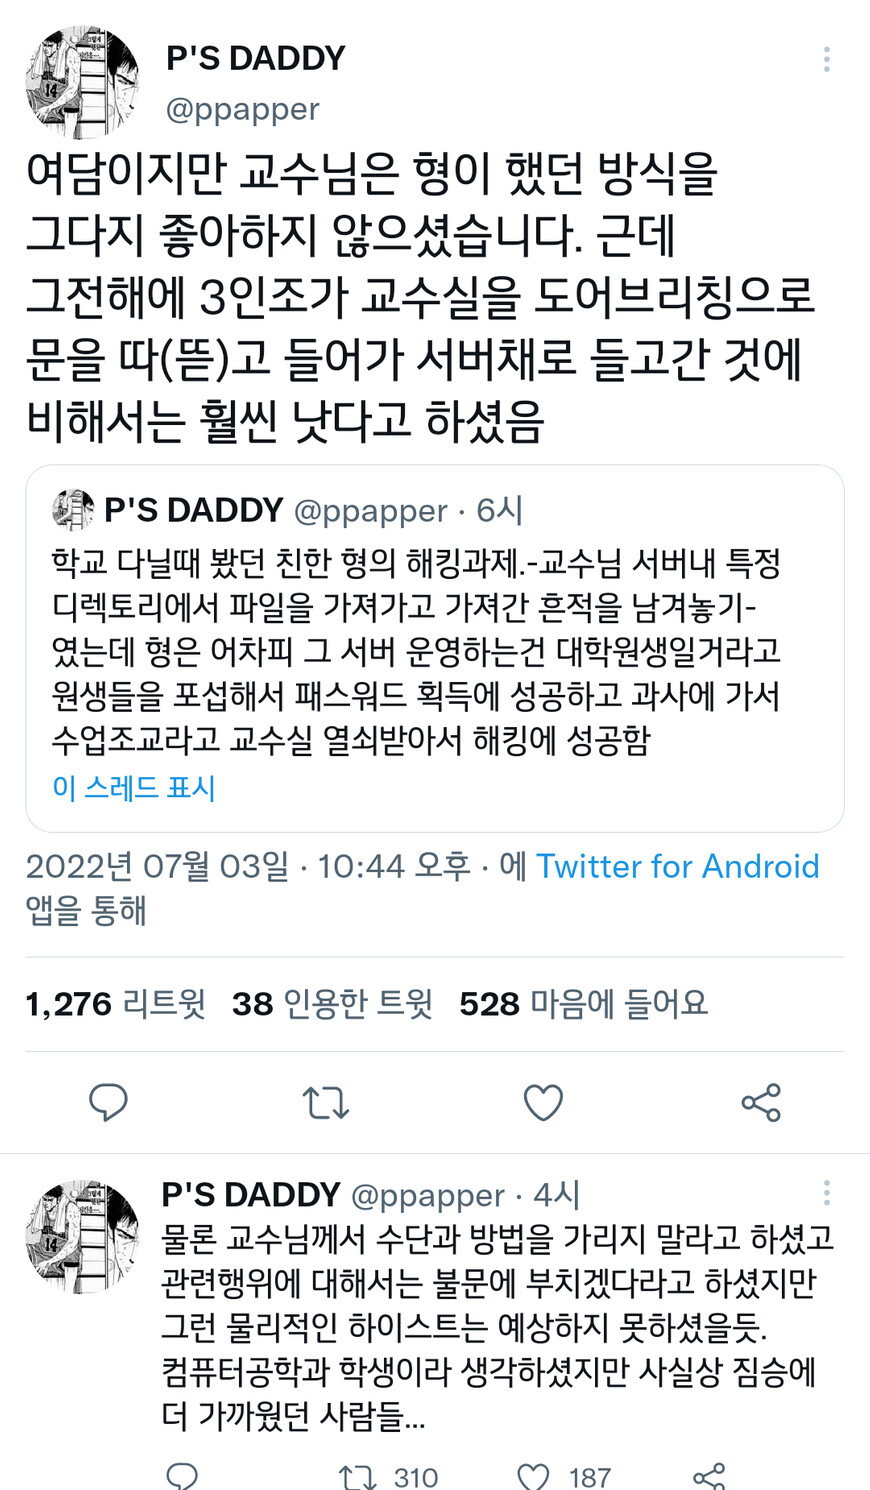 P'S DADDY
@ppapper
여담이지만 교수님은 형이 했던 방식을
그다지 좋아하지 않으셨습니다. 근데
그전해에 3인조가 교수실을 도어브리칭으로
문을 따(뜯)고 들어가 서버채로 들고간 것에
비해서는 훨씬 낫다고 하셨음
P'S DADDY @ppapper · 6시
학교 다닐때 봤던 친한 형의 해킹과제.-교수님 서버내 특정
디렉토리에서 파일을 가져가고 가져간 흔적을 남겨놓기-
였는데 형은 어차피 그 서버 운영하는건 대학원생일거라고
원생들을 포섭해서 패스워드 획득에 성공하고 과사에 가서
수업조교라고 교수실 열쇠받아서 해킹에 성공함
이 스레드 표시
2022년 07월 03일 · 10:44 오후 · 에 Twitter for Android
앱을 통해
1,276 리트윗 38 인용한 트윗 528 마음에 들어요
P'S DADDY @ppapper · 4시
물론 교수님께서 수단과 방법을 가리지 말라고 하셨고
관련행위에 대해서는 불문에 부치겠다라고 하셨지만
그런 물리적인 하이스트는 예상하지 못하셨을듯.
컴퓨터공학과 학생이라 생각하셨지만 사실상 짐승에
더 가까웠던 사람들...
310 187